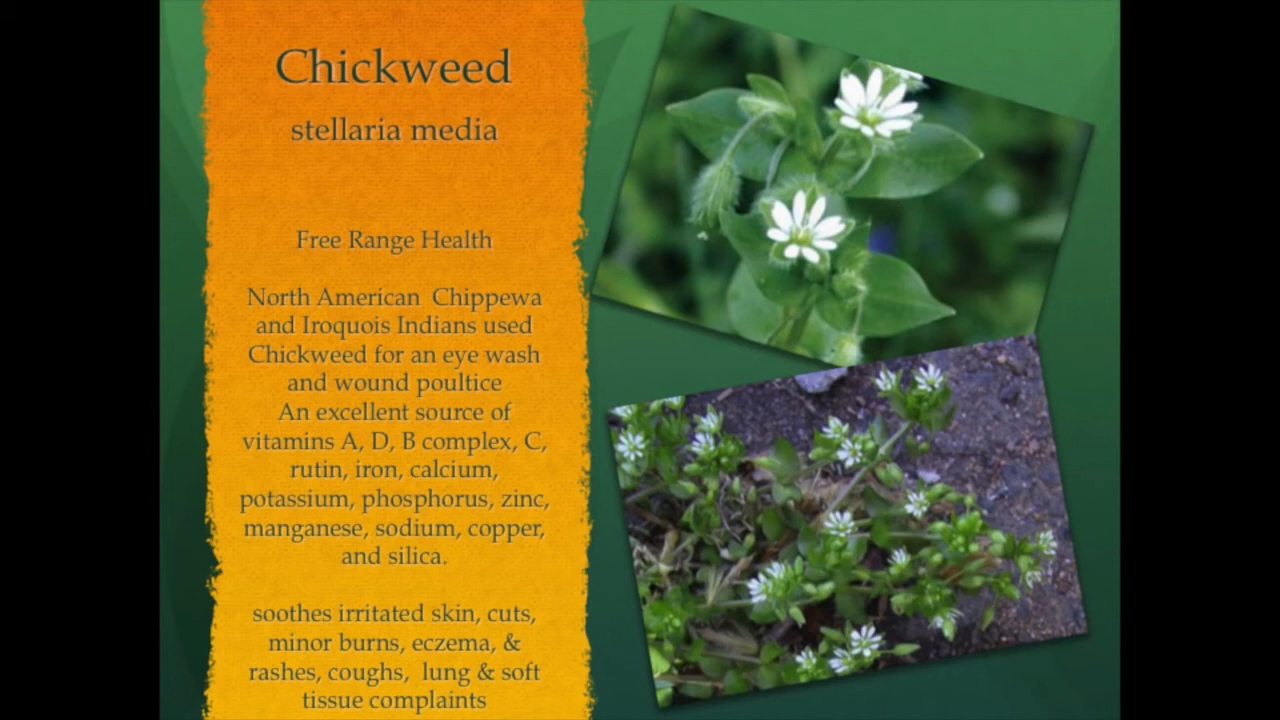 Chickweed
stellaria media
Free Range Health
North American Chippewa
and Iroquois Indians used
Chickweed for an eye wash
and wound poultice
An excellent source of
vitamins A, D, B complex, C,
rutin, iron, calcium,
potassium, phosphorus, zinc,
manganese, sodium, copper,
and silica.
soothes irritated skin, cuts,
minor burns, eczema, &
rashes, coughs, lung & soft
tissue complaints